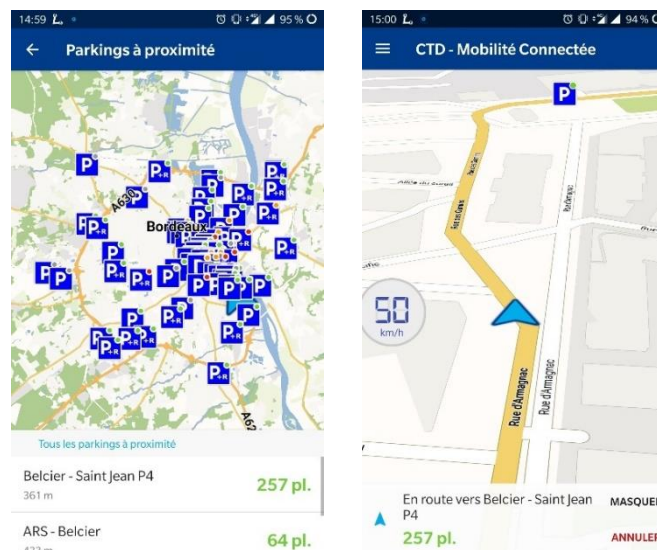 14:59
95 %
Parkings à proximité
A630
Bordeaux
Tous les parkings à proximité
Belcier - Saint Jean P4
361 m
257 pl.
ARS - Belcier
64 pl.
15:00
94 %
CTD - Mobilité Connectée
P
50
km/h
Rue d'Armagnac
Rue d'Armagnac
En route vers Belcier - Saint Jean
P4
MASQUER
257 pl.
ANNULER